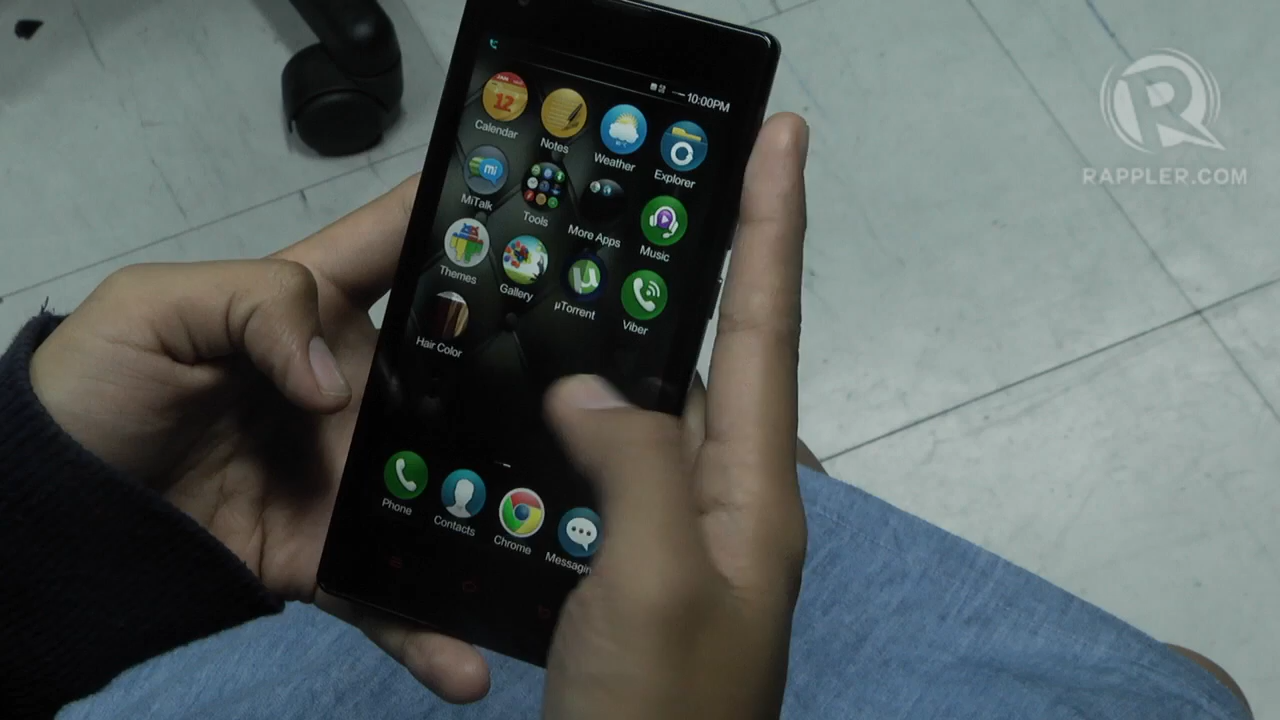 10:00PM
12
Calendar
Notes
Weather
Explorer
mi
MiTalk
Tools
More Apps
Music
Themes
Gallery
µ
µTorrent
Viber
Hair Color
Phone
Contacts
Chrome
Messagin
R
RAPPLER.COM